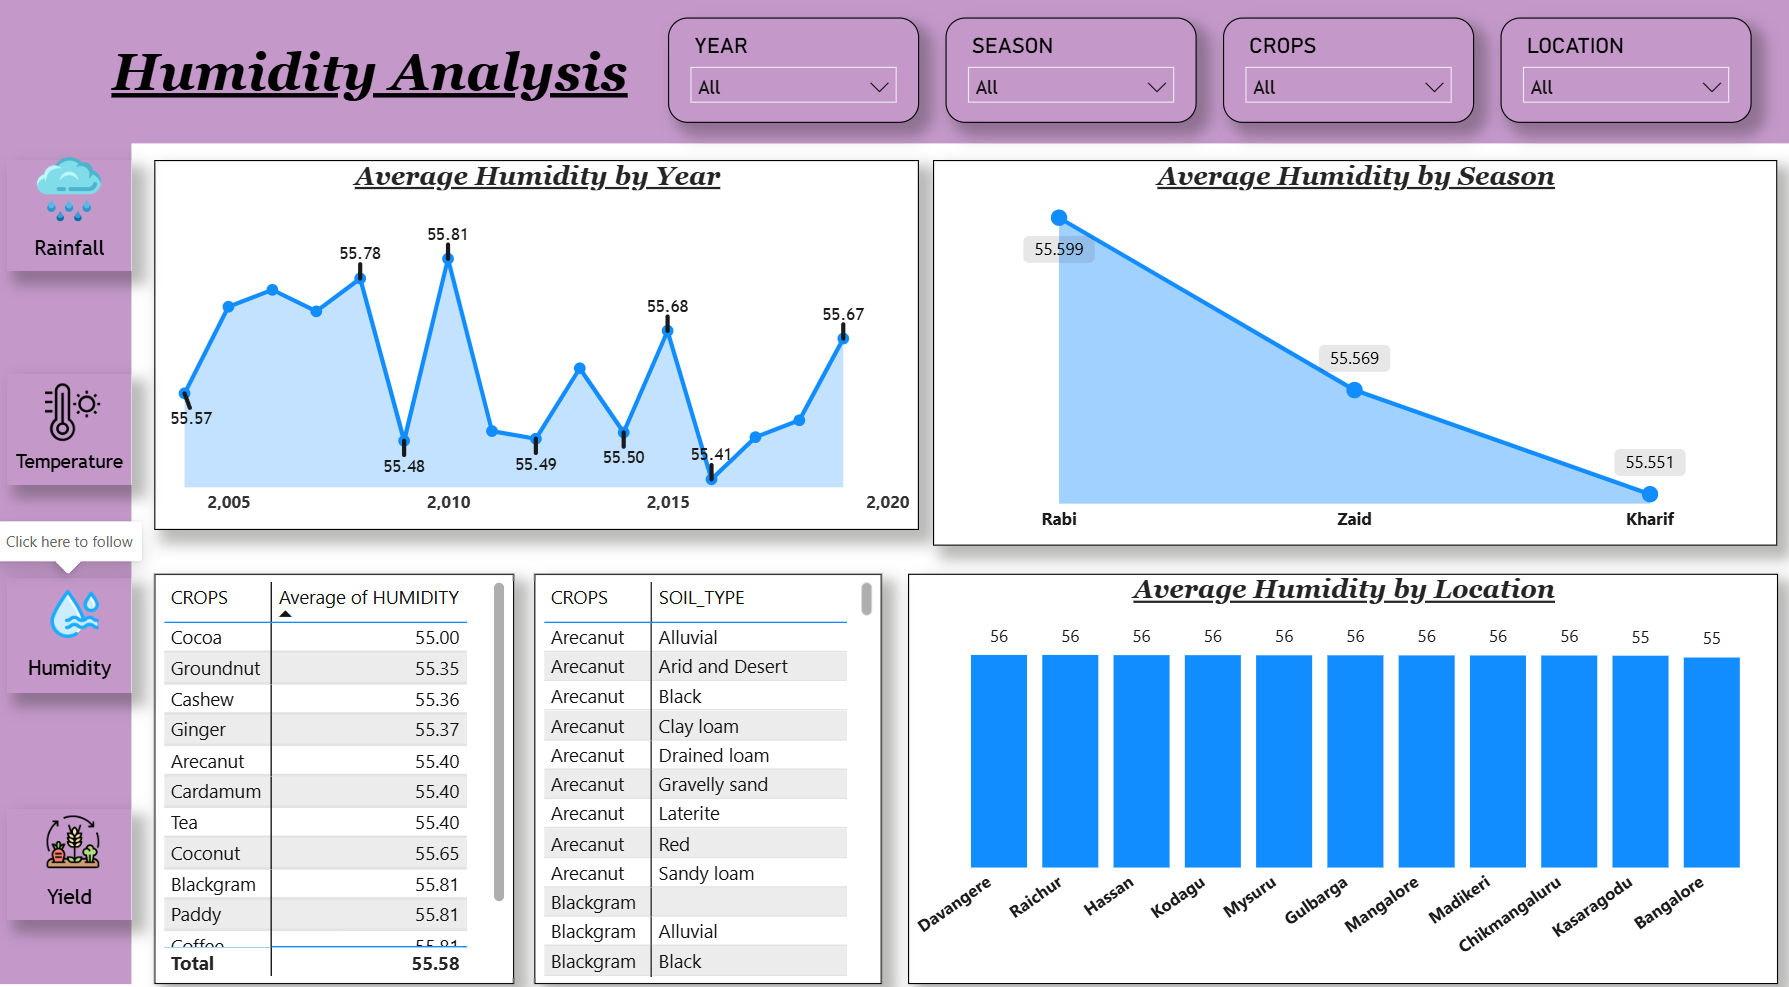 Humidity Analysis
YEAR
All
SEASON
All
CROPS
All
LOCATION
All
Rainfall
Temperature
Click here to follow
Humidity
Yield
Average Humidity by Year
55.57
55.78
55.48
55.81
55.49
55.50
55.68
55.41
55.67
2,005 2,010 2,015 2,020
Average Humidity by Season
55.599
55.569
55.551
Rabi Zaid Kharif
CROPS Average of HUMIDITY
Cocoa 55.00
Groundnut 55.35
Cashew 55.36
Ginger 55.37
Arecanut 55.40
Cardamum 55.40
Tea 55.40
Coconut 55.65
Blackgram 55.81
Paddy 55.81
Coffee 55.81
Total 55.58
CROPS SOIL_TYPE
Arecanut Alluvial
Arecanut Arid and Desert
Arecanut Black
Arecanut Clay loam
Arecanut Drained loam
Arecanut Gravelly sand
Arecanut Laterite
Arecanut Red
Arecanut Sandy loam
Blackgram
Blackgram Alluvial
Blackgram Black
Average Humidity by Location
56 56 56 56 56 56 56 56 56 55 55
Davangere Raichur Hassan Kodagu Mysuru Gulbarga Mangalore Madikeri Chikmangaluru Kasaragodu Bangalore